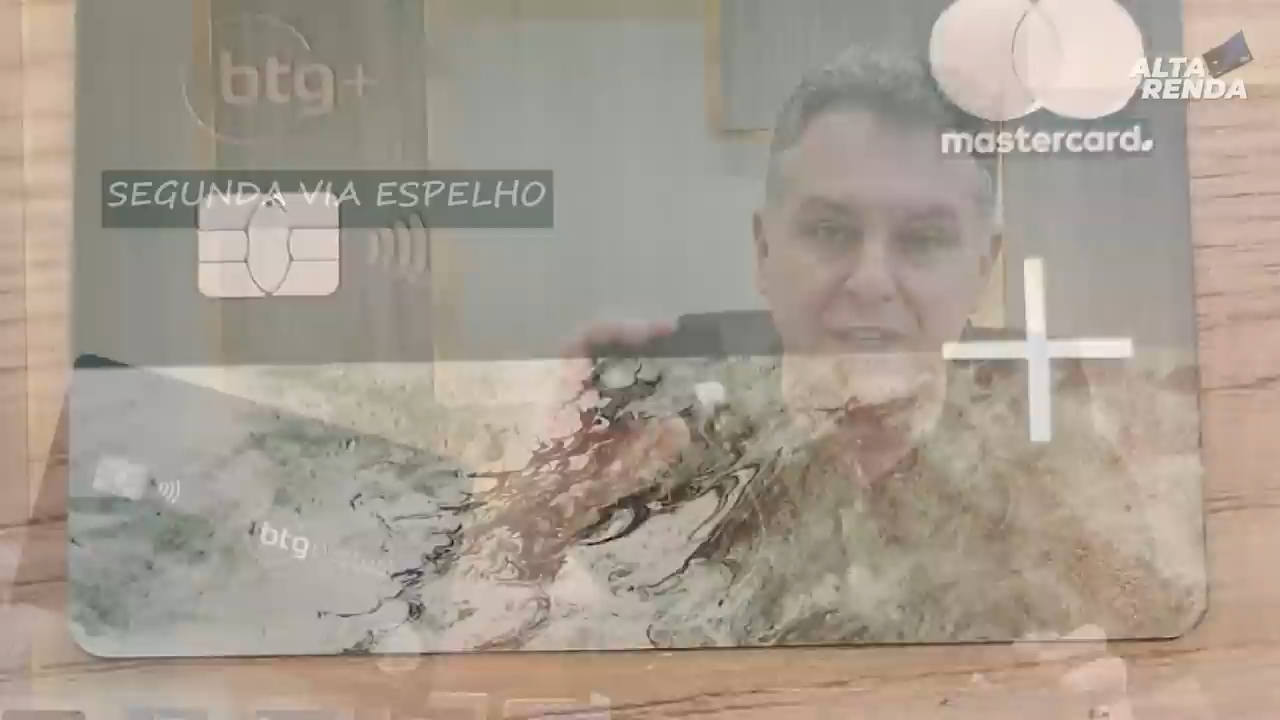 btg+
ALTA
RENDA
mastercard.
SEGUNDA VIA ESPELHO
btg